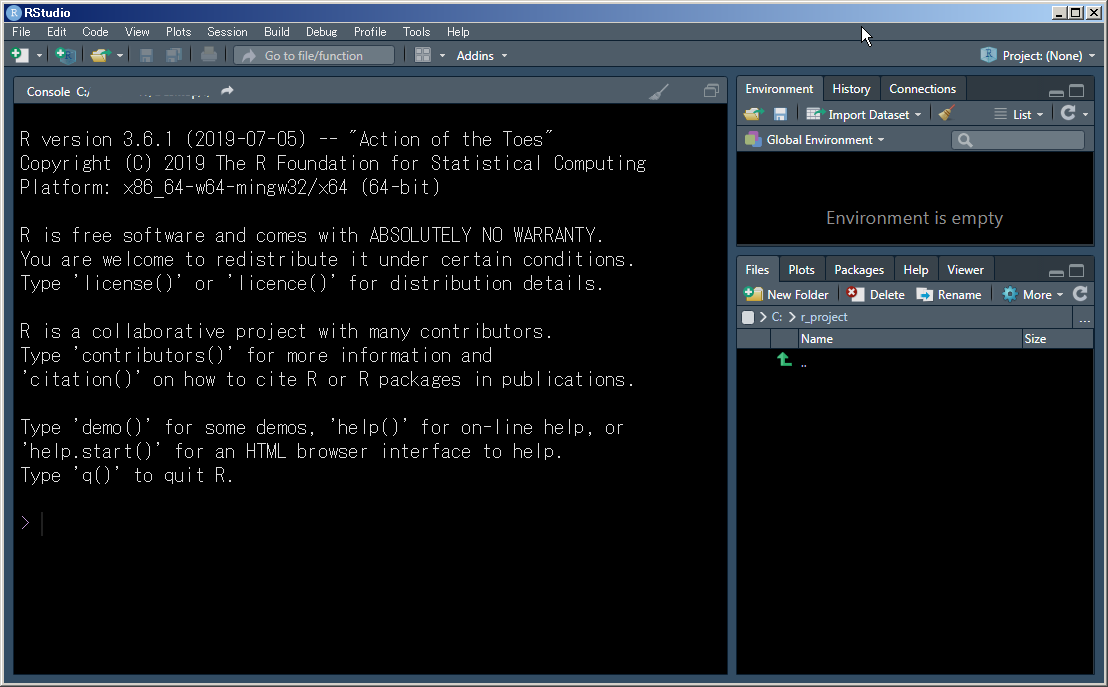 RStudio
File Edit Code View Plots Session Build Debug Profile Tools Help
Go to file/function Addins Project: (None)
Console C:/
R version 3.6.1 (2019-07-05) -- "Action of the Toes"
Copyright (C) 2019 The R Foundation for Statistical Computing
Platform: x86_64-w64-mingw32/x64 (64-bit)
R is free software and comes with ABSOLUTELY NO WARRANTY.
You are welcome to redistribute it under certain conditions.
Type 'license()' or 'licence()' for distribution details.
R is a collaborative project with many contributors.
Type 'contributors()' for more information and
'citation()' on how to cite R or R packages in publications.
Type 'demo()' for some demos, 'help()' for on-line help, or
'help.start()' for an HTML browser interface to help.
Type 'q()' to quit R.
>
Environment History Connections
Import Dataset List
Global Environment
Environment is empty
Files Plots Packages Help Viewer
New Folder Delete Rename More
C: r_project ...
Name Size
..